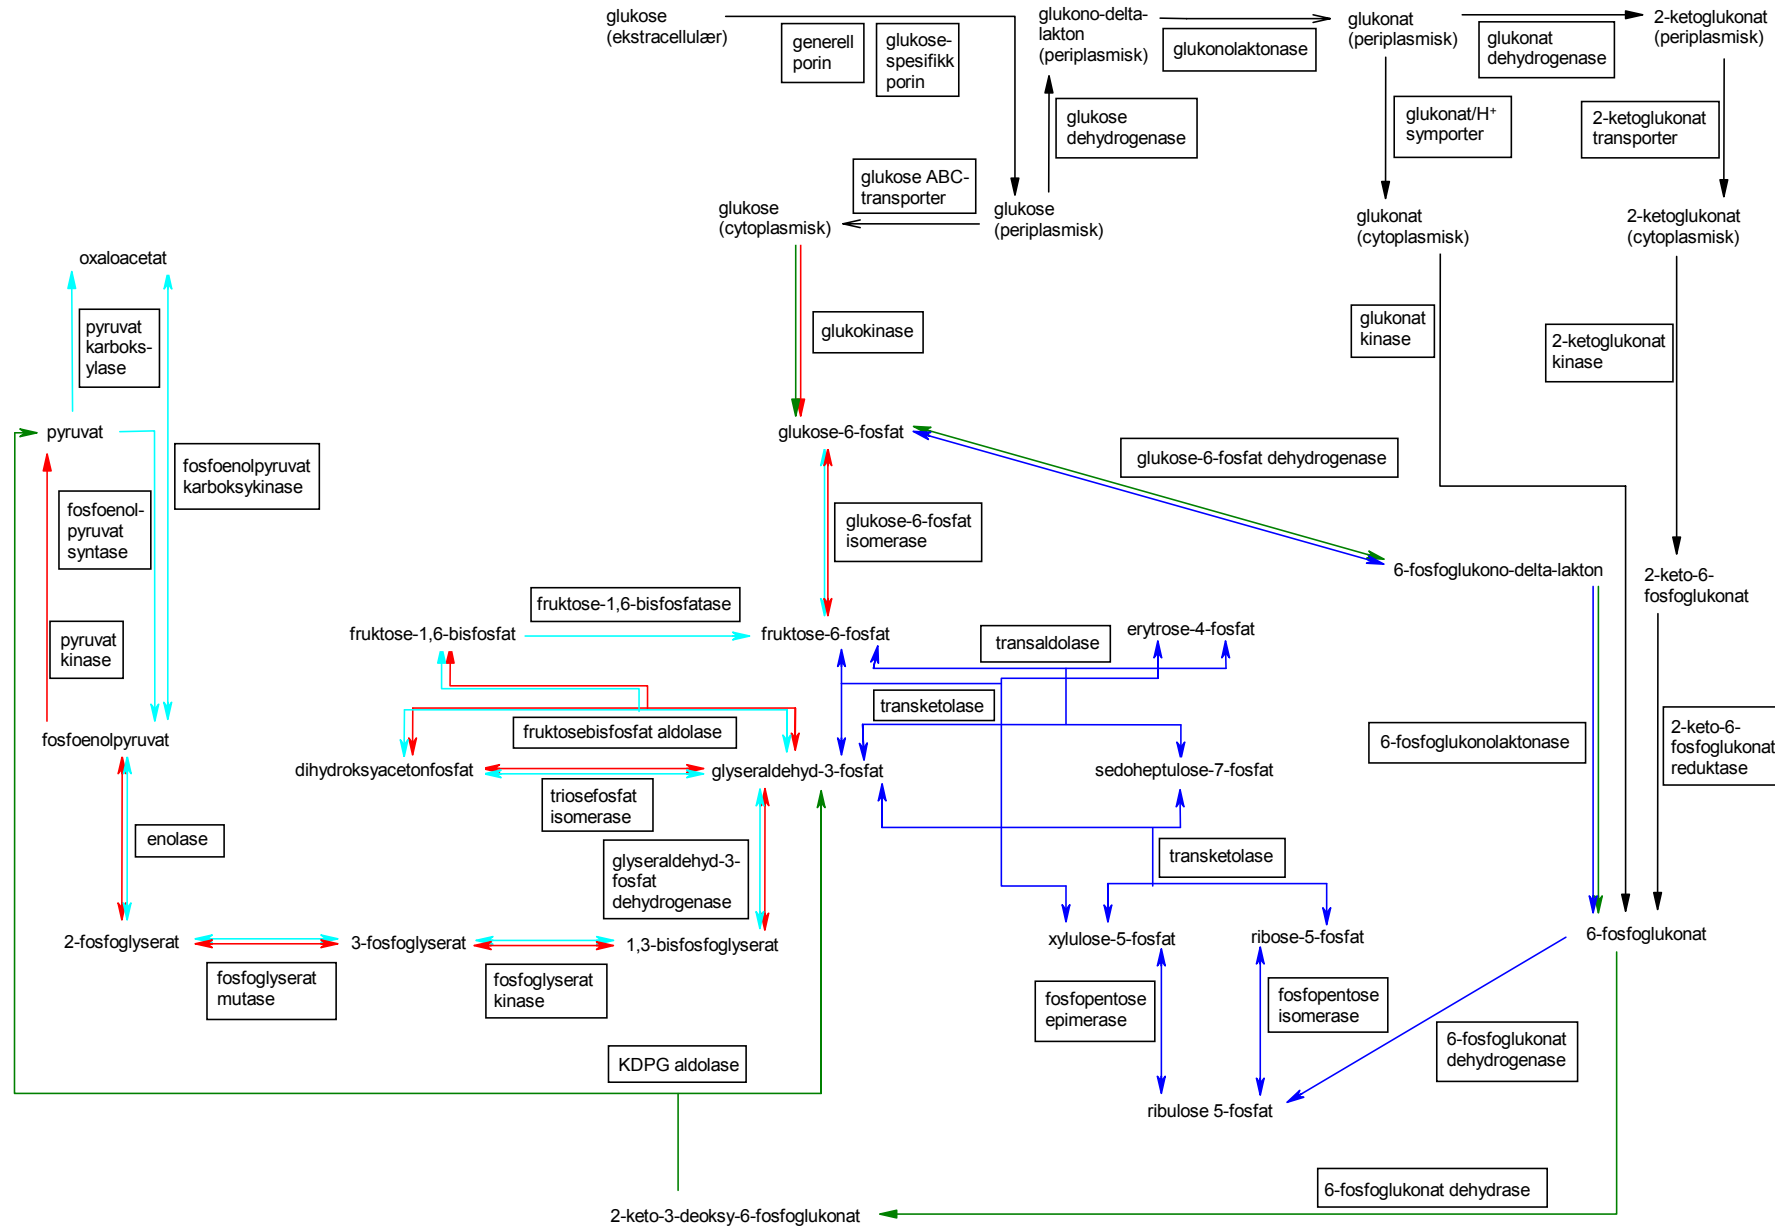 glukose
(ekstracellulær)
generell
porin
glukose-
spesifikk
porin
glukono-delta-
lakton
(periplasmisk)
glukonolaktonase
glukonat
(periplasmisk)
glukonat
dehydrogenase
2-ketoglukonat
(periplasmisk)
glukose
dehydrogenase
glukonat/H⁺
symporter
2-ketoglukonat
transporter
glukose ABC-
transporter
glukose
(cytoplasmisk)
glukose
(periplasmisk)
glukonat
(cytoplasmisk)
2-ketoglukonat
(cytoplasmisk)
oxaloacetat
pyruvat
karboks-
ylase
glukokinase
glukonat
kinase
2-ketoglukonat
kinase
pyruvat
glukose-6-fosfat
glukose-6-fosfat dehydrogenase
fosfoenolpyruvat
karboksykinase
fosfoenol-
pyruvat
syntase
glukose-6-fosfat
isomerase
6-fosfoglukono-delta-lakton
2-keto-6-
fosfoglukonat
fruktose-1,6-bisfosfatase
fruktose-1,6-bisfosfat
fruktose-6-fosfat
transaldolase
erytrose-4-fosfat
pyruvat
kinase
transketolase
fosfoenolpyruvat
fruktosebisfosfat aldolase
6-fosfoglukonolaktonase
2-keto-6-
fosfoglukonat
reduktase
dihydroksyacetonfosfat
glyseraldehyd-3-fosfat
sedoheptulose-7-fosfat
triosefosfat
isomerase
enolase
glyseraldehyd-3-
fosfat
dehydrogenase
transketolase
2-fosfoglyserat
3-fosfoglyserat
1,3-bisfosfoglyserat
xylulose-5-fosfat
ribose-5-fosfat
6-fosfoglukonat
fosfoglyserat
mutase
fosfoglyserat
kinase
fosfopentose
epimerase
fosfopentose
isomerase
6-fosfoglukonat
dehydrogenase
KDPG aldolase
ribulose 5-fosfat
6-fosfoglukonat dehydrase
2-keto-3-deoksy-6-fosfoglukonat